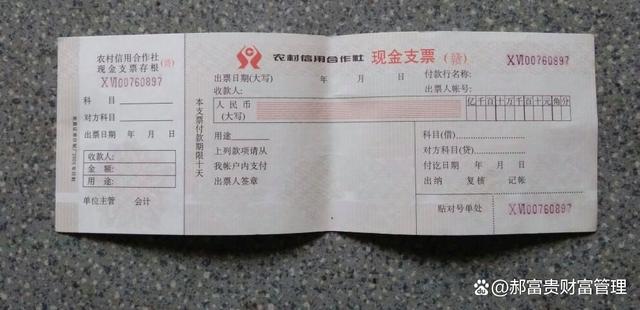 农村信用合作社
现金支票存根 (赣)
XⅥ00760897
科 目
对方科目
出票日期 年 月 日
收款人:
金 额:
用 途:
单位主管 会计
本支票付款期限十天
农村信用合作社 现金支票 (赣) XⅥ00760897
出票日期(大写) 年 月 日 付款行名称:
收款人: 出票人帐号:
人民币
(大写)
亿千百十万千百十元角分
用途
上列款项请从
我帐户内支付
出票人签章
科目(借)
对方科目(贷)
付讫日期 年 月 日
出纳 复核 记帐
贴对号单处 XⅥ00760897
@郝富贵财富管理